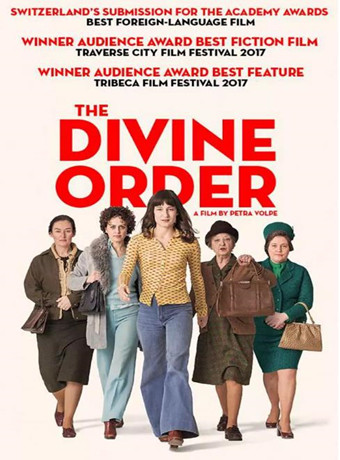 SWITZERLAND'S SUBMISSION FOR THE ACADEMY AWARDS
BEST FOREIGN-LANGUAGE FILM
WINNER AUDIENCE AWARD BEST FICTION FILM
TRAVERSE CITY FILM FESTIVAL 2017
WINNER AUDIENCE AWARD BEST FEATURE
TRIBECA FILM FESTIVAL 2017
THE
DIVINE
ORDER
A FILM BY PETRA VOLPE